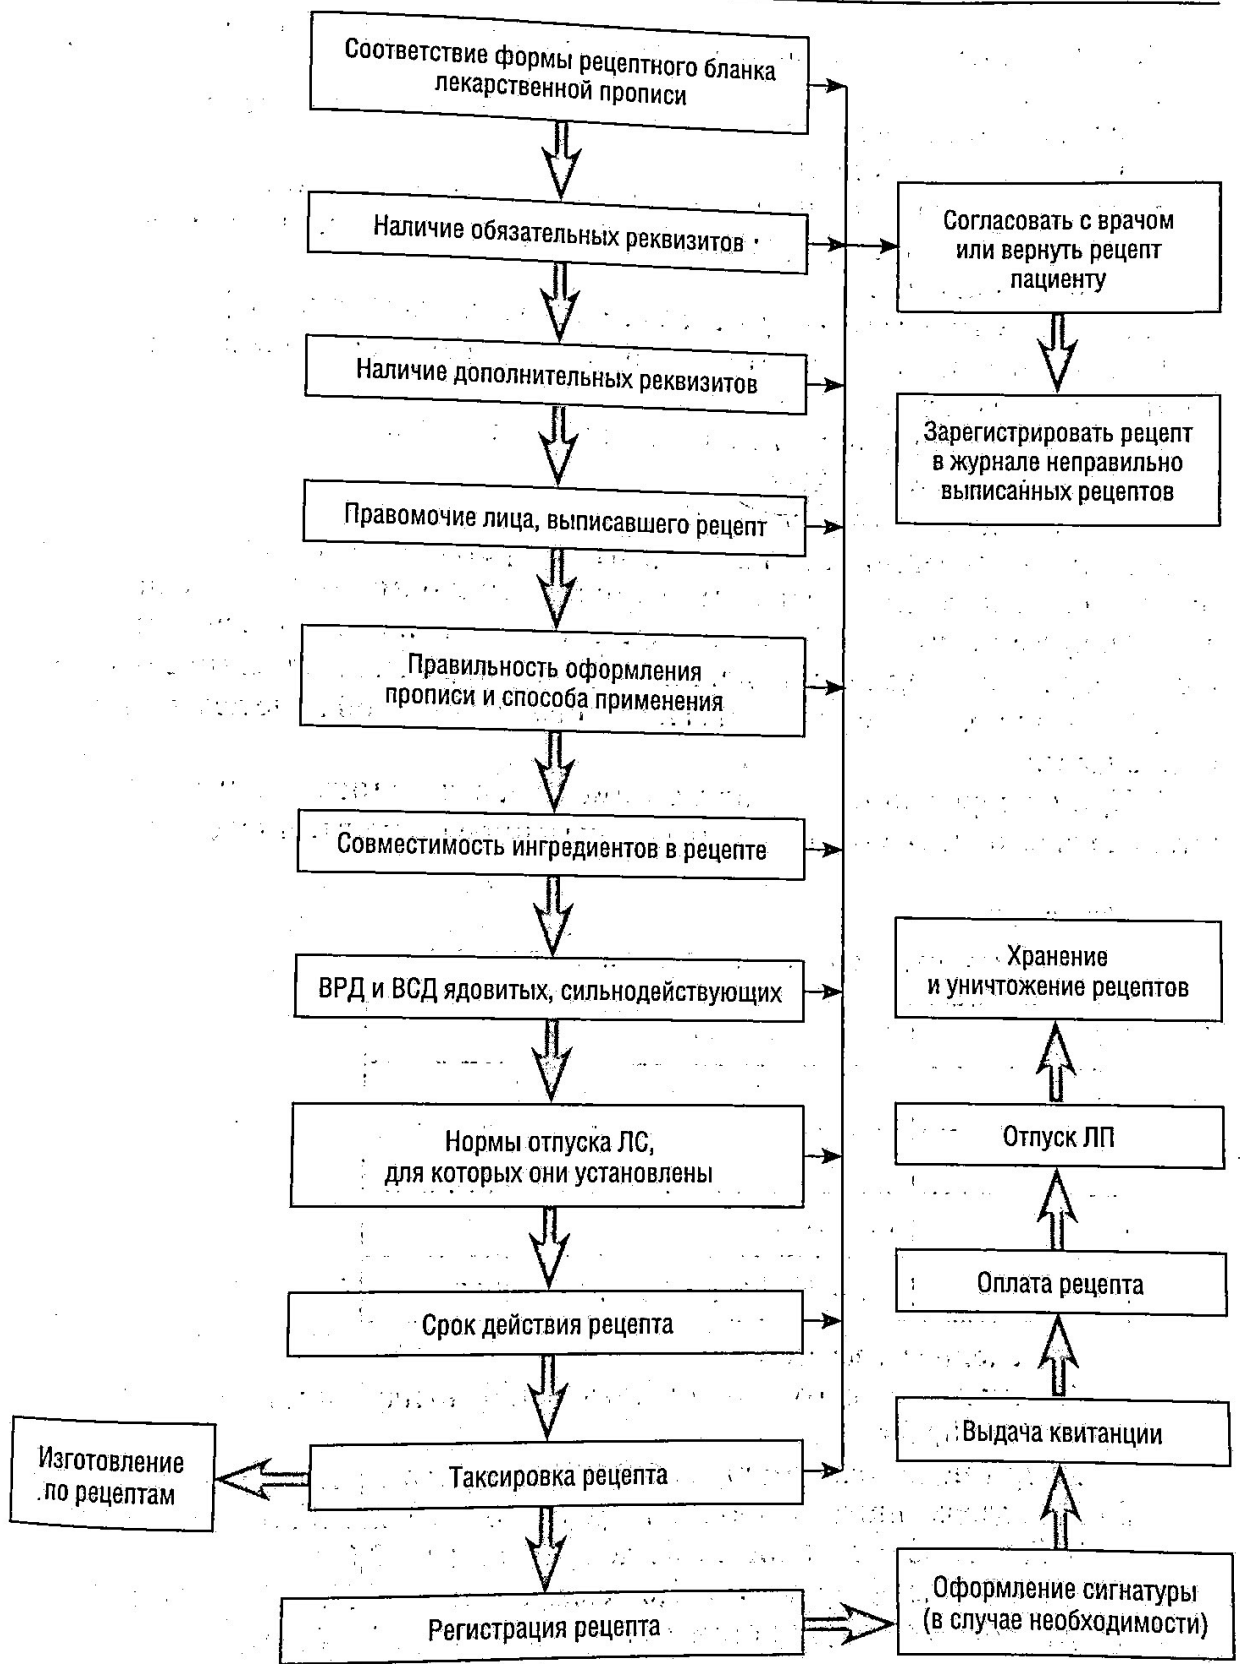 Соответствие формы рецептного бланка
лекарственной прописи
Наличие обязательных реквизитов
Наличие дополнительных реквизитов
Правомочие лица, выписавшего рецепт
Правильность оформления
прописи и способа применения
Совместимость ингредиентов в рецепте
ВРД и ВСД ядовитых, сильнодействующих
Нормы отпуска ЛС,
для которых они установлены
Срок действия рецепта
Таксировка рецепта
Изготовление
по рецептам
Регистрация рецепта
Согласовать с врачом
или вернуть рецепт
пациенту
Зарегистрировать рецепт
в журнале неправильно
выписанных рецептов
Хранение
и уничтожение рецептов
Отпуск ЛП
Оплата рецепта
Выдача квитанции
Оформление сигнатуры
(в случае необходимости)